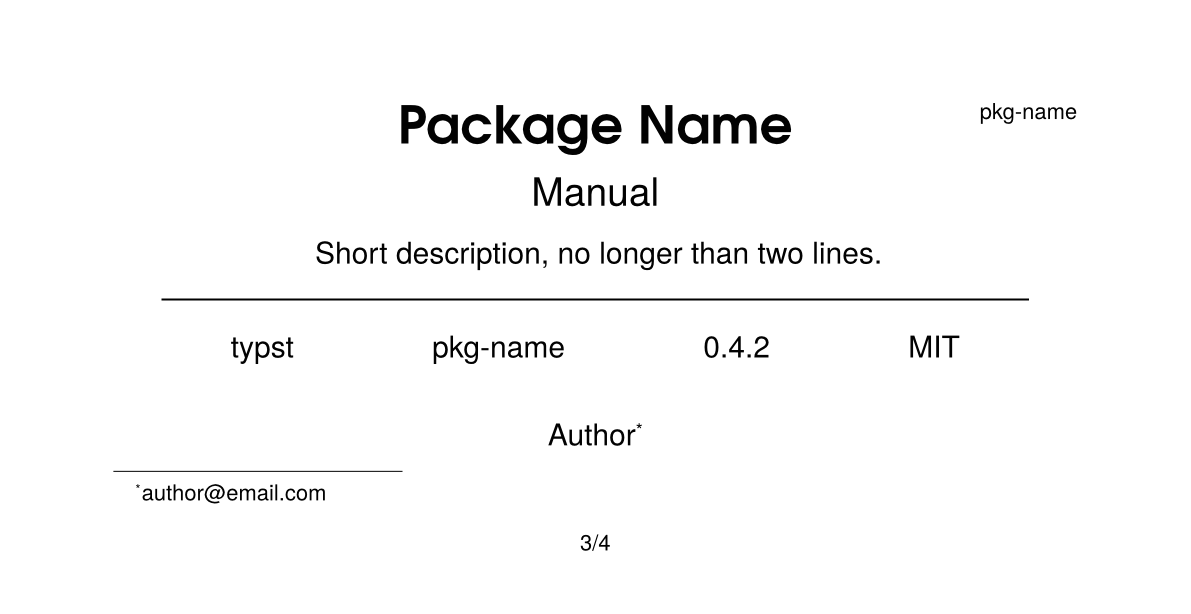 pkg-name
Package Name
Manual
Short description, no longer than two lines.
typst pkg-name 0.4.2 MIT
Author*
*author@email.com
3/4